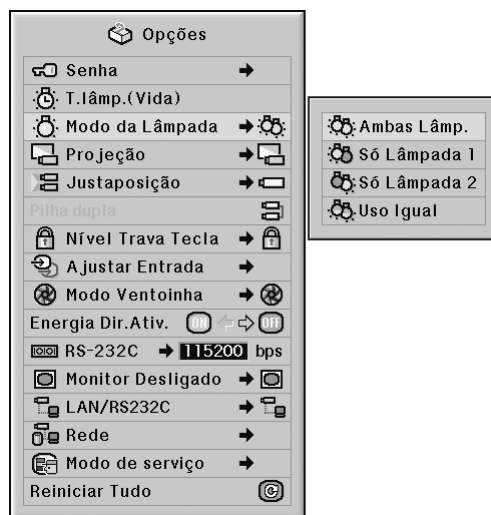 Opções
Senha
T.lâmp.(Vida)
Modo da Lâmpada
Projeção
Justaposição
Pilha dupla
Nível Trava Tecla
Ajustar Entrada
Modo Ventoinha
Energia Dir.Ativ. ON OFF
RS-232C 115200 bps
Monitor Desligado
LAN/RS232C
Rede
Modo de serviço
Reiniciar Tudo
Ambas Lâmp.
Só Lâmpada 1
Só Lâmpada 2
Uso Igual